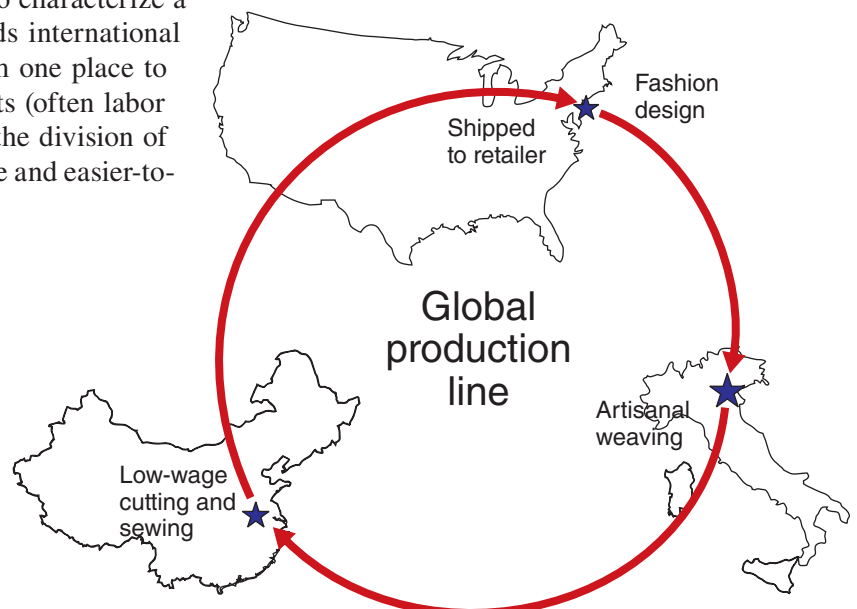 o characterize a
ds international
n one place to
ts (often labor
the division of
e and easier-to-
Fashion
design
Shipped
to retailer
Global
production
line
Artisanal
weaving
Low-wage
cutting and
sewing